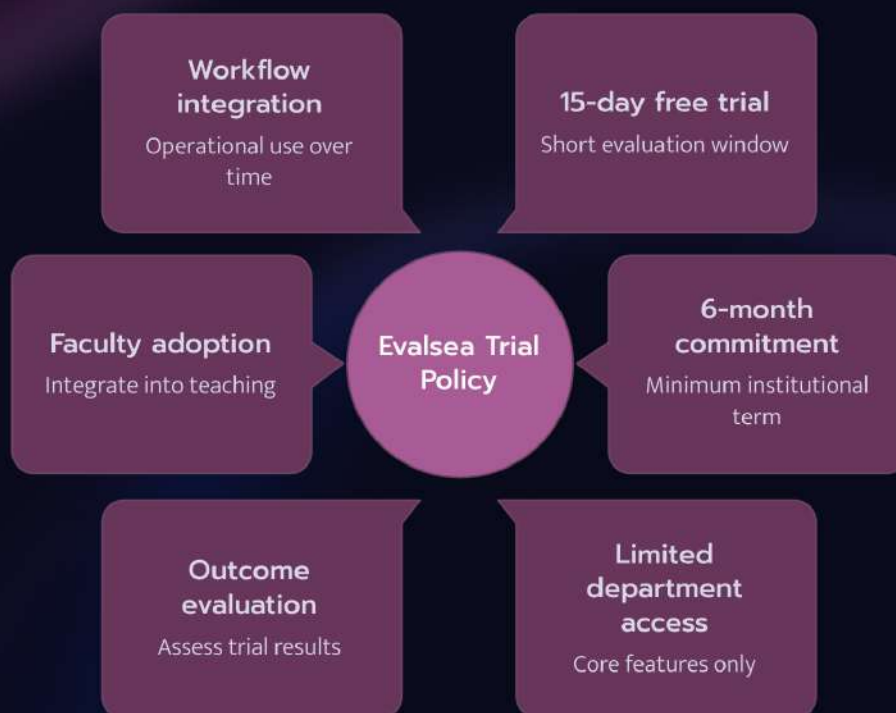 Workflow
integration
Operational use over
time
15-day free trial
Short evaluation window
Faculty adoption
Integrate into teaching
Evalsea Trial
Policy
6-month
commitment
Minimum institutional
term
Outcome
evaluation
Assess trial results
Limited
department
access
Core features only